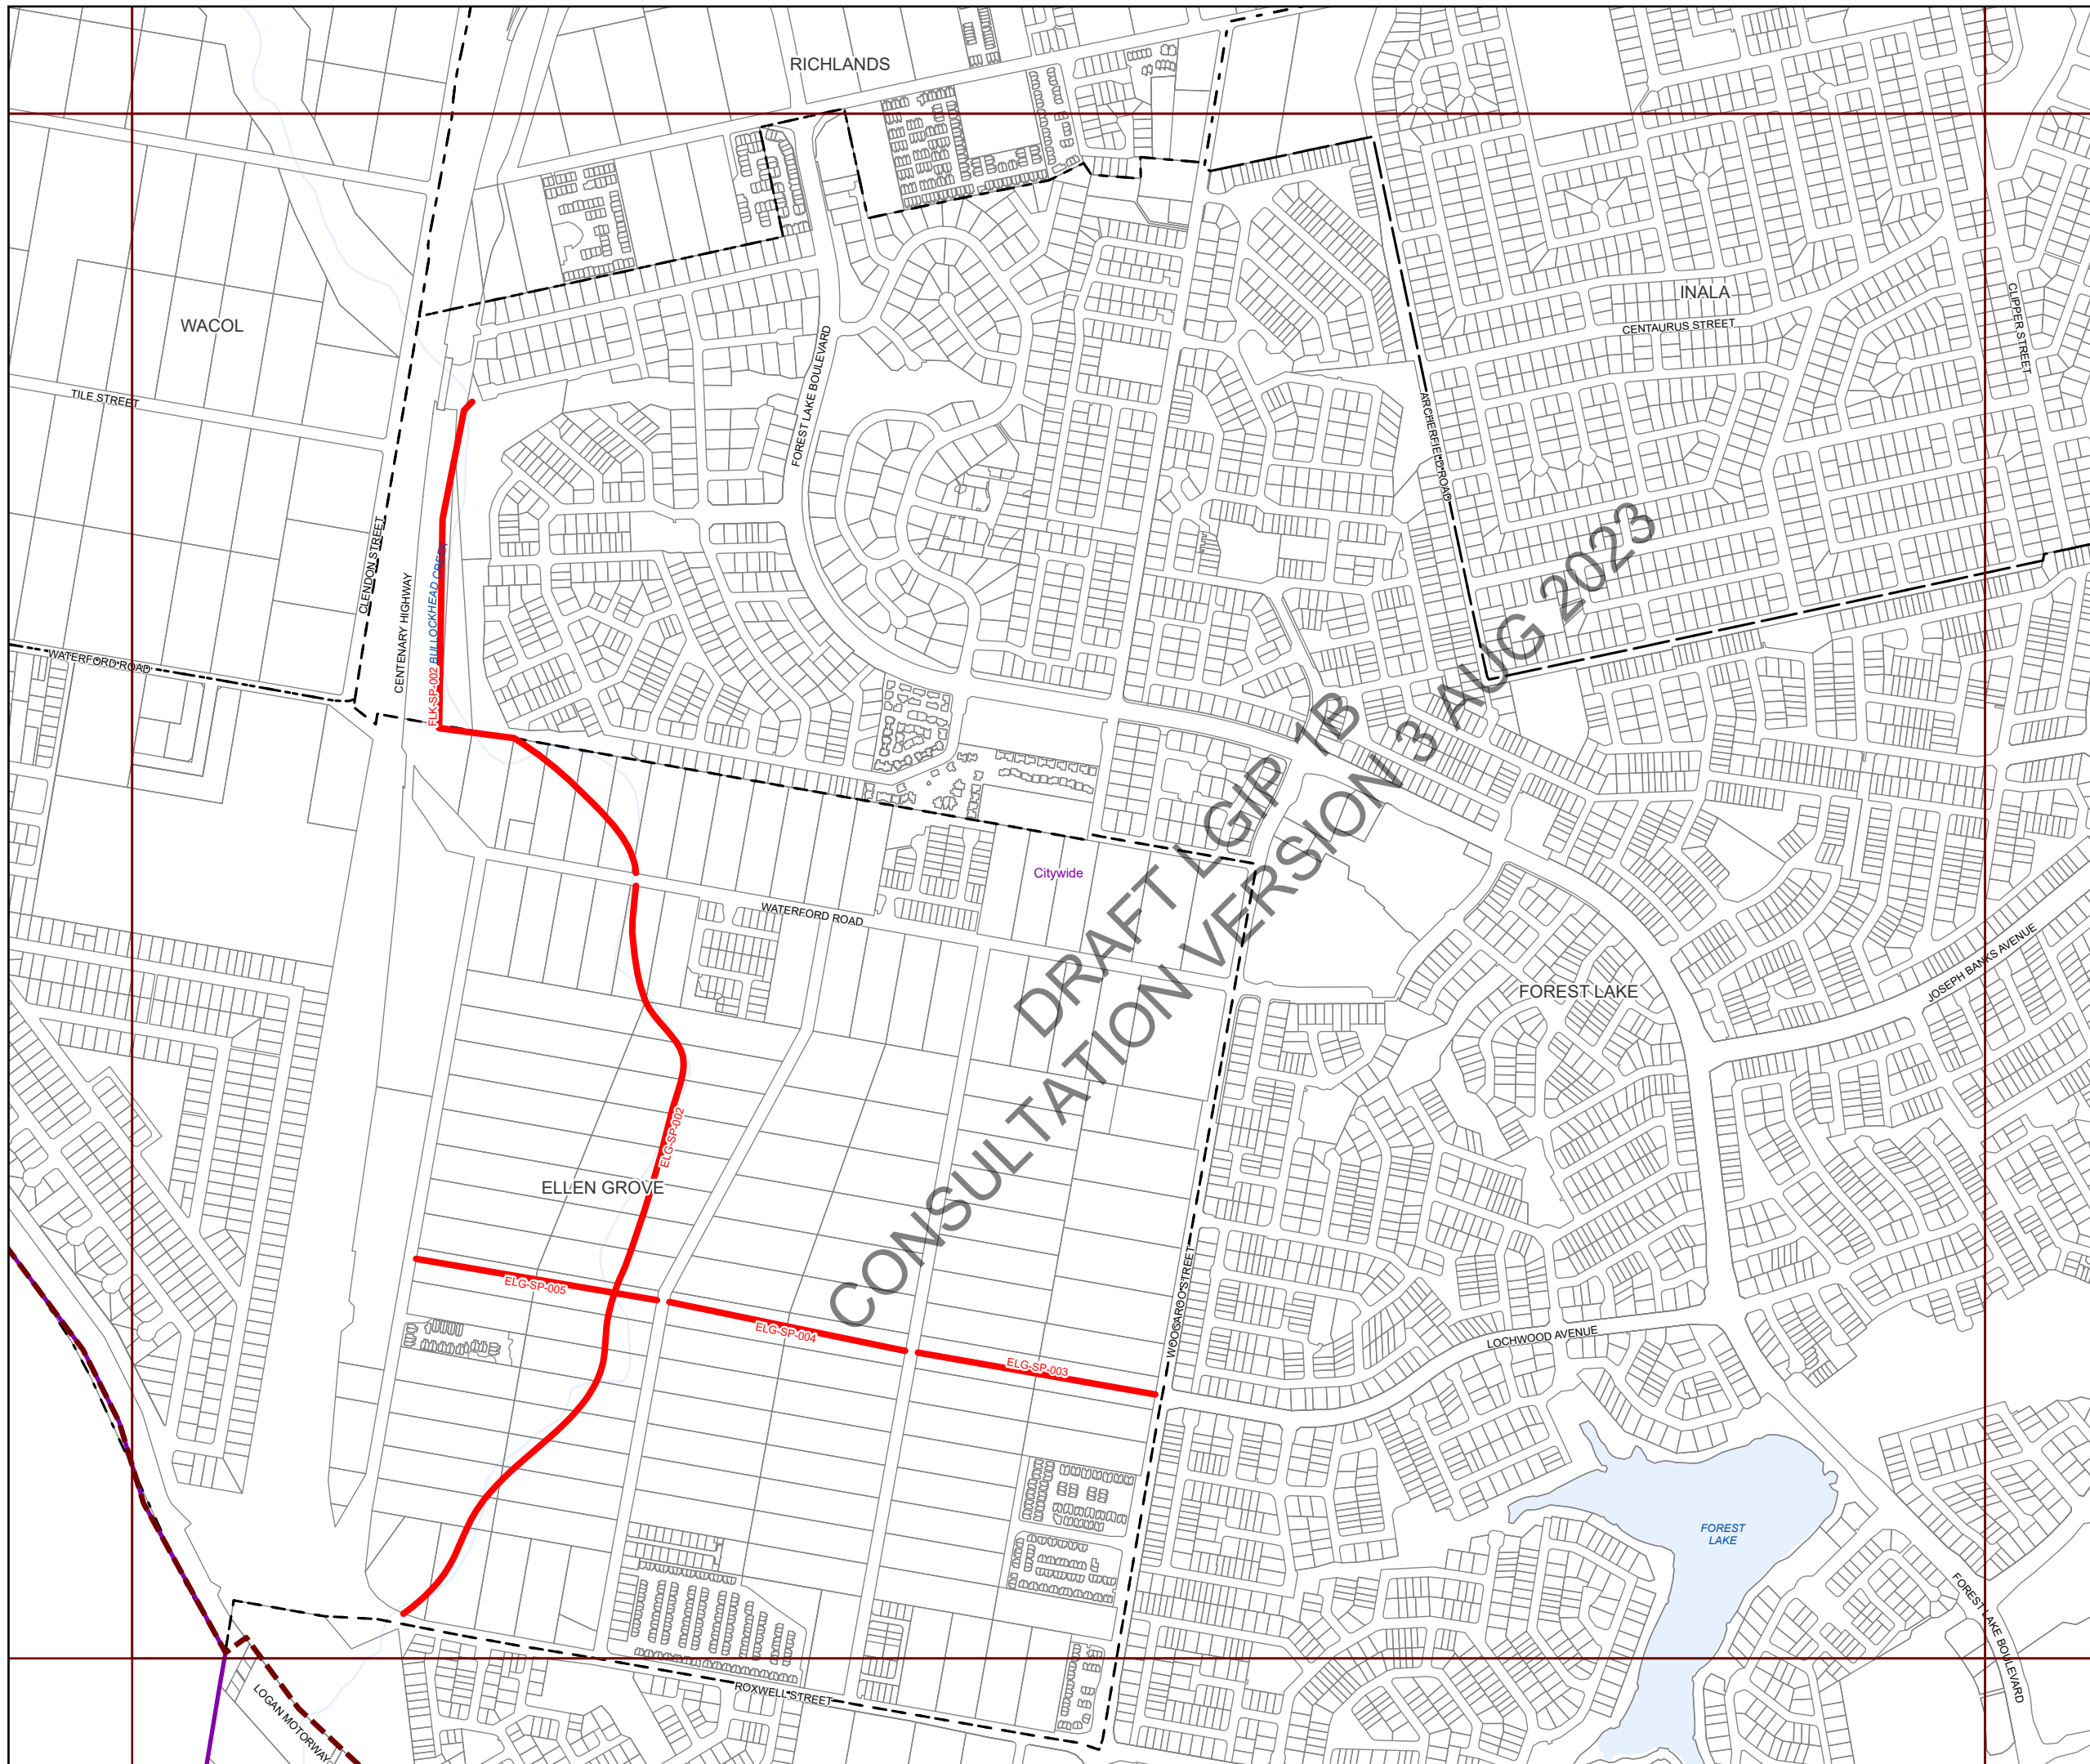 RICHLANDS
INALA
CENTAURUS STREET
CLIPPER STREET
WACOL
FOREST LAKE BOULEVARD
TILE STREET
ARCHERFIELD ROAD
CLENDON STREET
CENTENARY HIGHWAY
BULLOCKHEAD CREEK
FLK-SP-002
WATERFORD ROAD
DRAFT LGIP 1B
CONSULTATION VERSION 3 AUG 2023
Citywide
WATERFORD ROAD
JOSEPH BANKS AVENUE
FOREST LAKE
ELG-SP-002
ELLEN GROVE
WOOGAROO STREET
ELG-SP-005
ELG-SP-004
ELG-SP-003
LOCHWOOD AVENUE
FOREST
LAKE
FOREST LAKE BOULEVARD
ROXWELL STREET
LOGAN MOTORWAY